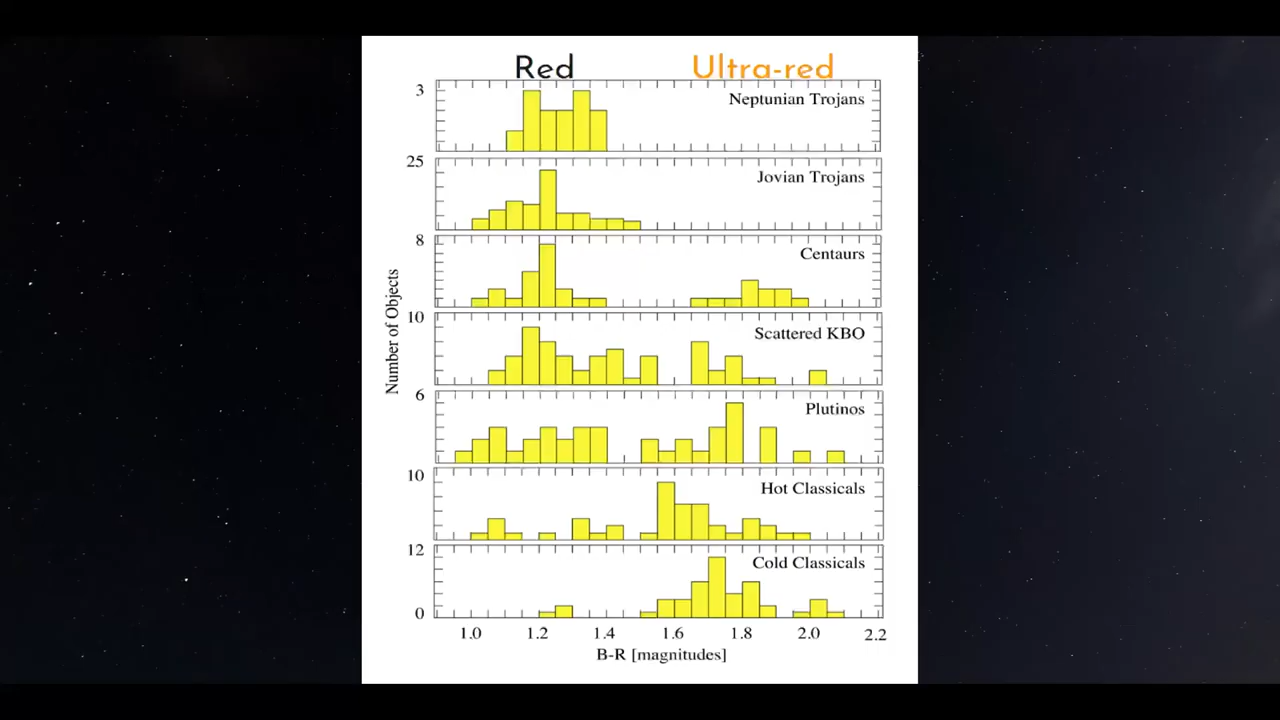 Red Ultra-red
3
Neptunian Trojans
25
Jovian Trojans
8
Centaurs
10
Scattered KBO
6
Plutinos
10
Hot Classicals
12
Cold Classicals
0
Number of Objects
1.0 1.2 1.4 1.6 1.8 2.0 2.2
B-R [magnitudes]